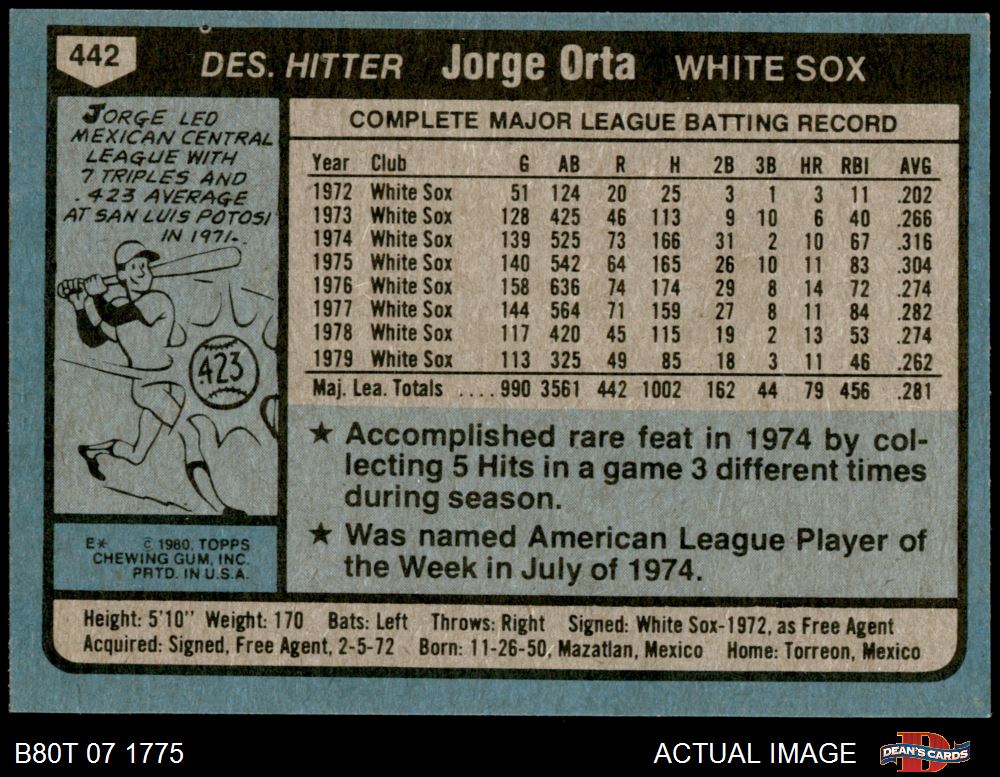 442
DES. HITTER Jorge Orta WHITE SOX
JORGE LED
MEXICAN CENTRAL
LEAGUE WITH
7 TRIPLES AND
.423 AVERAGE
AT SAN LUIS POTOSI
IN 1971.
.423
COMPLETE MAJOR LEAGUE BATTING RECORD
Year Club G AB R H 2B 3B HR RBI AVG
1972 White Sox 51 124 20 25 3 1 3 11 .202
1973 White Sox 128 425 46 113 9 10 6 40 .266
1974 White Sox 139 525 73 166 31 2 10 67 .316
1975 White Sox 140 542 64 165 26 10 11 83 .304
1976 White Sox 158 636 74 174 29 8 14 72 .274
1977 White Sox 144 564 71 159 27 8 11 84 .282
1978 White Sox 117 420 45 115 19 2 13 53 .274
1979 White Sox 113 325 49 85 18 3 11 46 .262
Maj. Lea. Totals .... 990 3561 442 1002 162 44 79 456 .281
★ Accomplished rare feat in 1974 by col-
lecting 5 Hits in a game 3 different times
during season.
★ Was named American League Player of
the Week in July of 1974.
E* © 1980, TOPPS
CHEWING GUM, INC.
PRTD. IN U.S.A.
Height: 5'10" Weight: 170 Bats: Left Throws: Right Signed: White Sox-1972, as Free Agent
Acquired: Signed, Free Agent, 2-5-72 Born: 11-26-50, Mazatlan, Mexico Home: Torreon, Mexico
B80T 07 1775 ACTUAL IMAGE DEAN'S CARDS